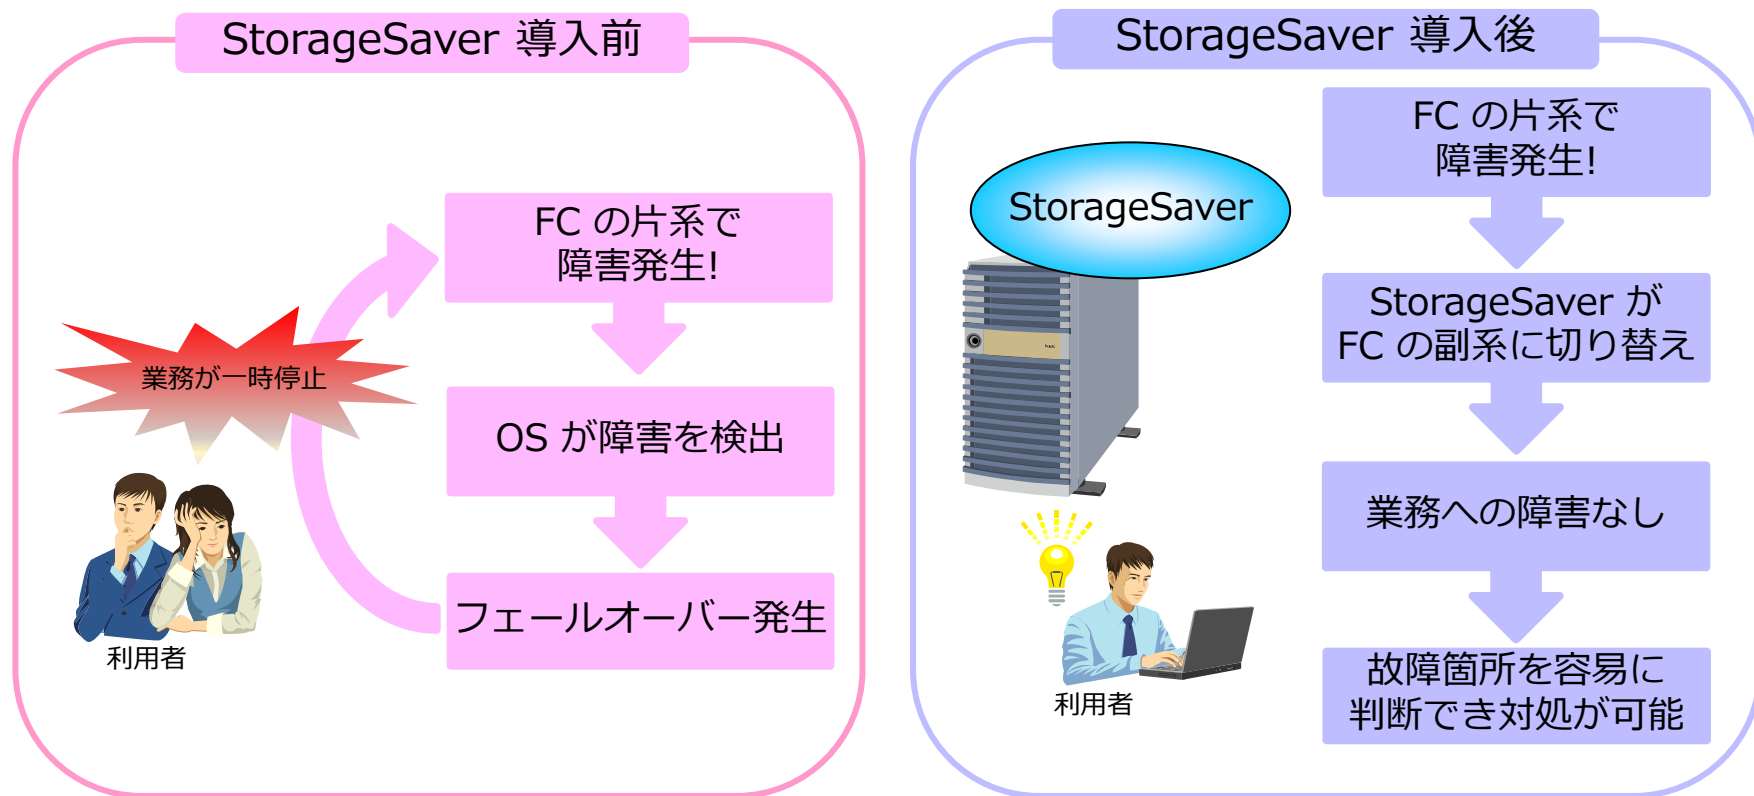 StorageSaver 導入前
FC の片系で
障害発生!
業務が一時停止
OS が障害を検出
フェールオーバー発生
利用者
StorageSaver 導入後
StorageSaver
FC の片系で
障害発生!
StorageSaver が
FC の副系に切り替え
業務への障害なし
故障箇所を容易に
判断でき対処が可能
利用者